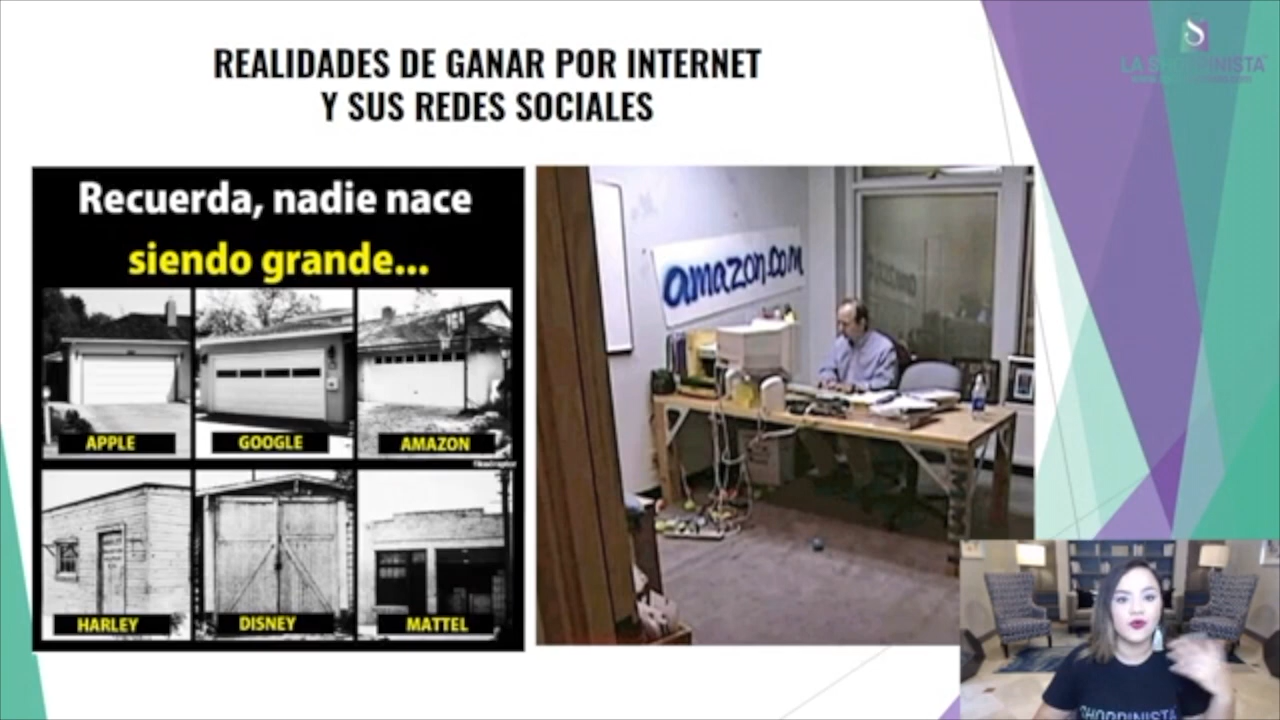 REALIDADES DE GANAR POR INTERNET
Y SUS REDES SOCIALES
Recuerda, nadie nace
siendo grande...
APPLE
GOOGLE
AMAZON
HARLEY
DISNEY
MATTEL
amazon.com
SHOPPINISTA